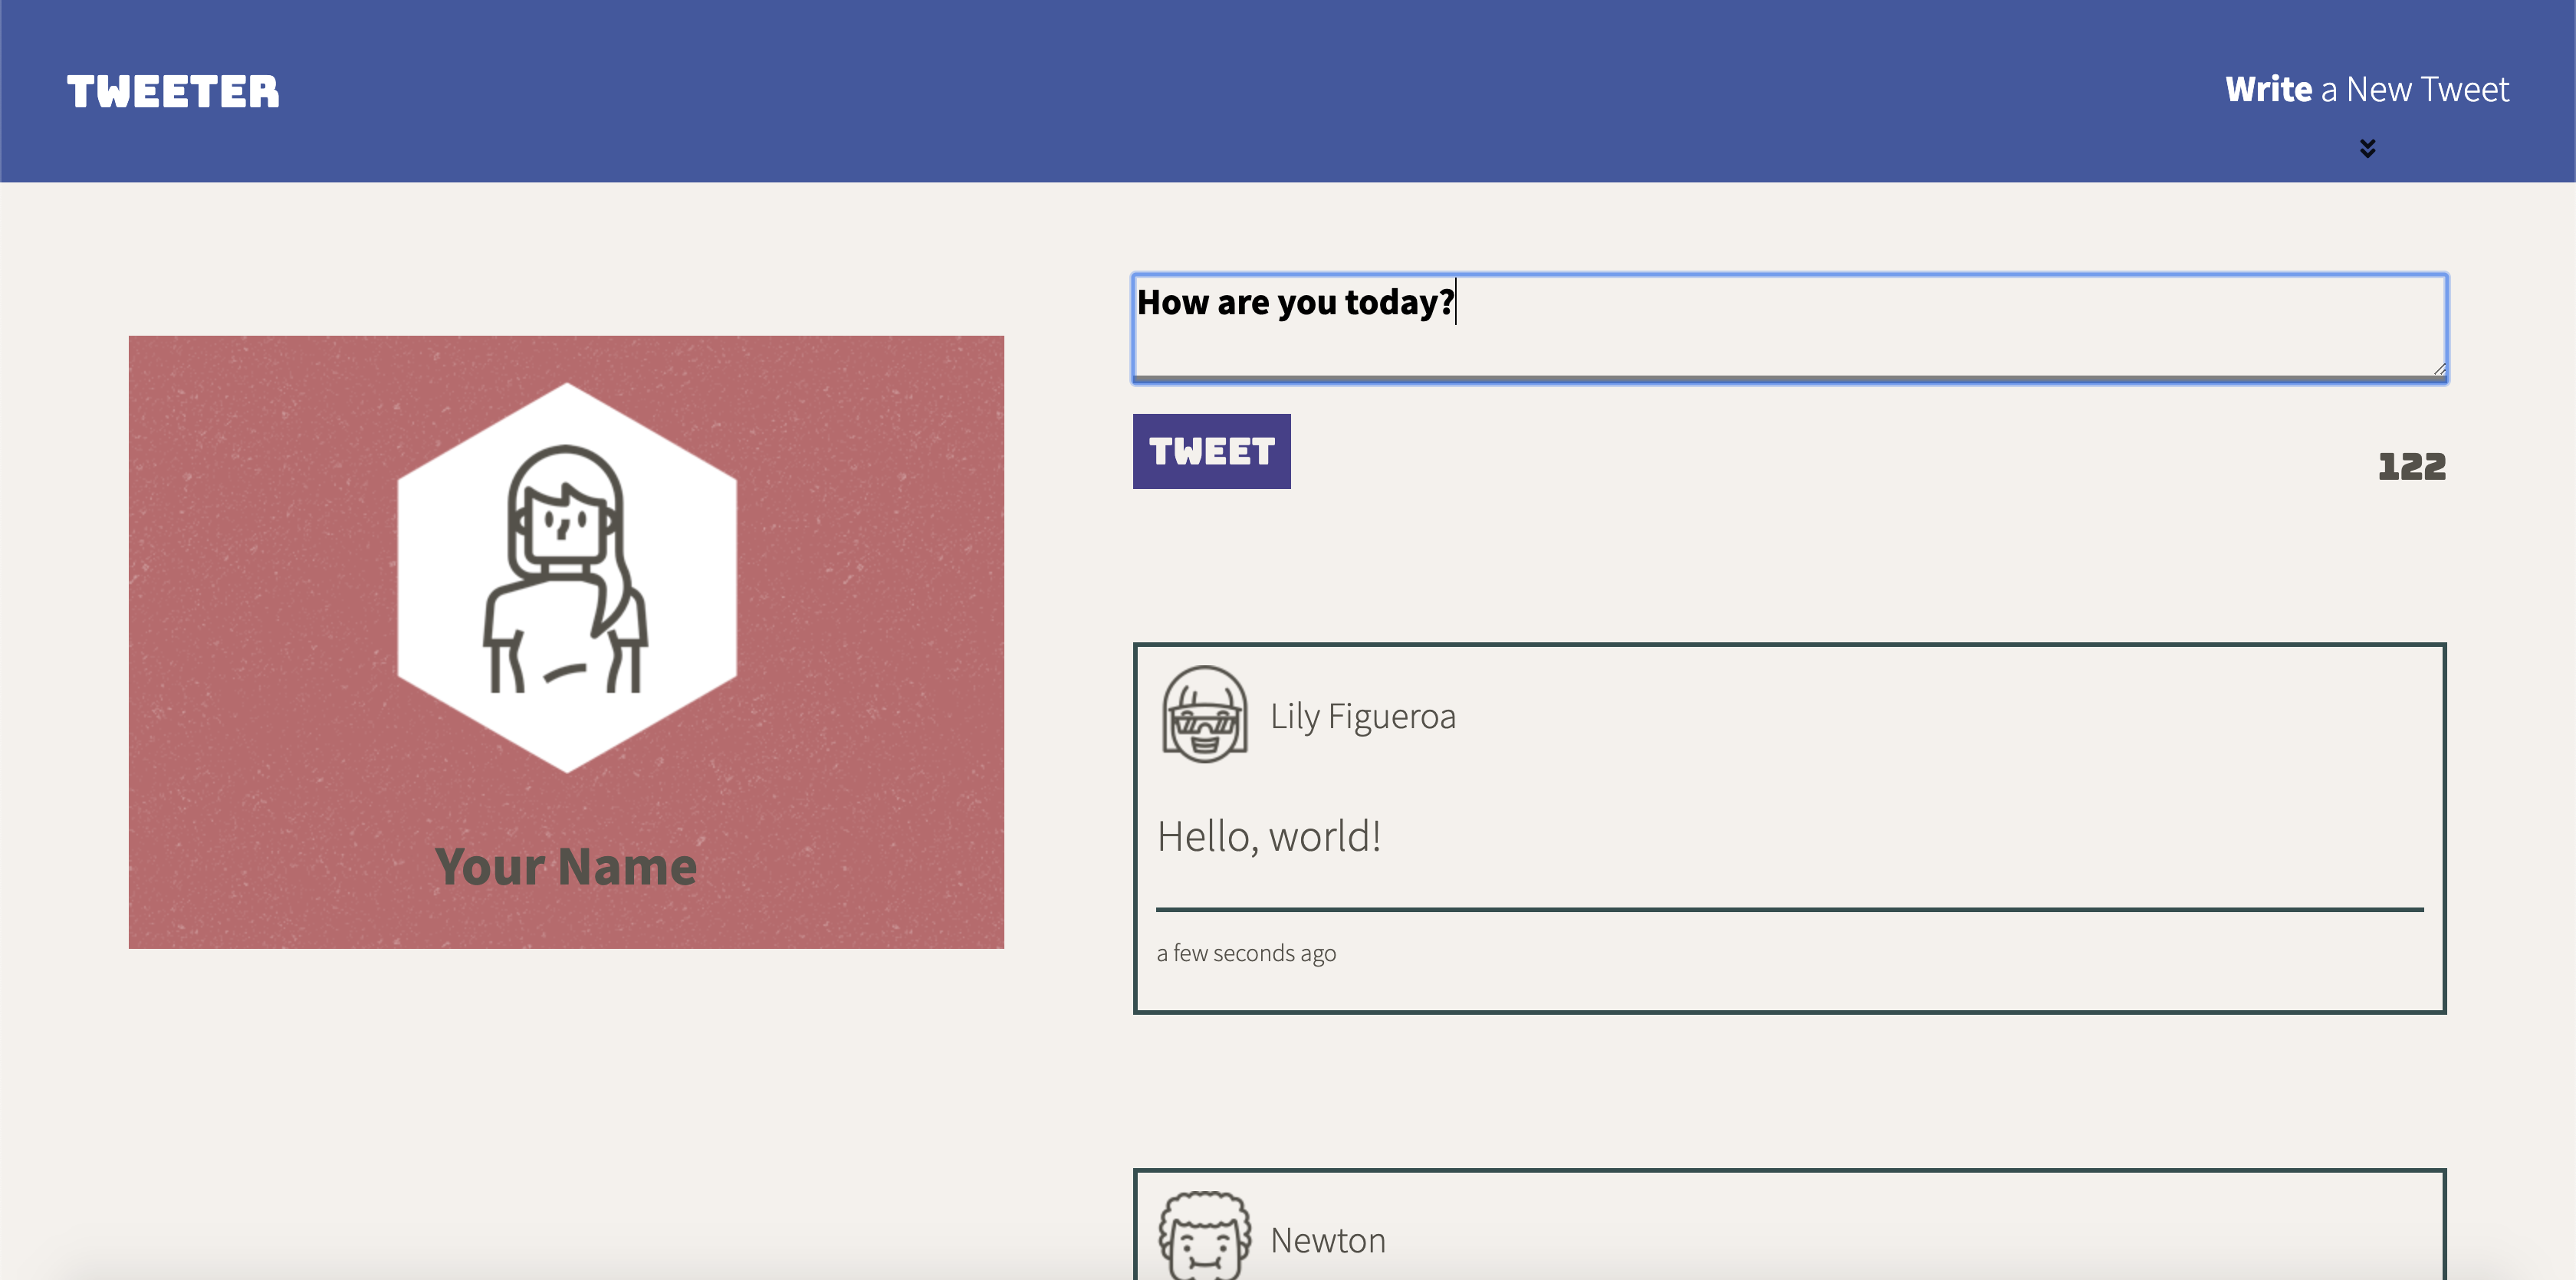 TWEETER
Write a New Tweet
How are you today?
TWEET
122
Your Name
Lily Figueroa
Hello, world!
a few seconds ago
Newton